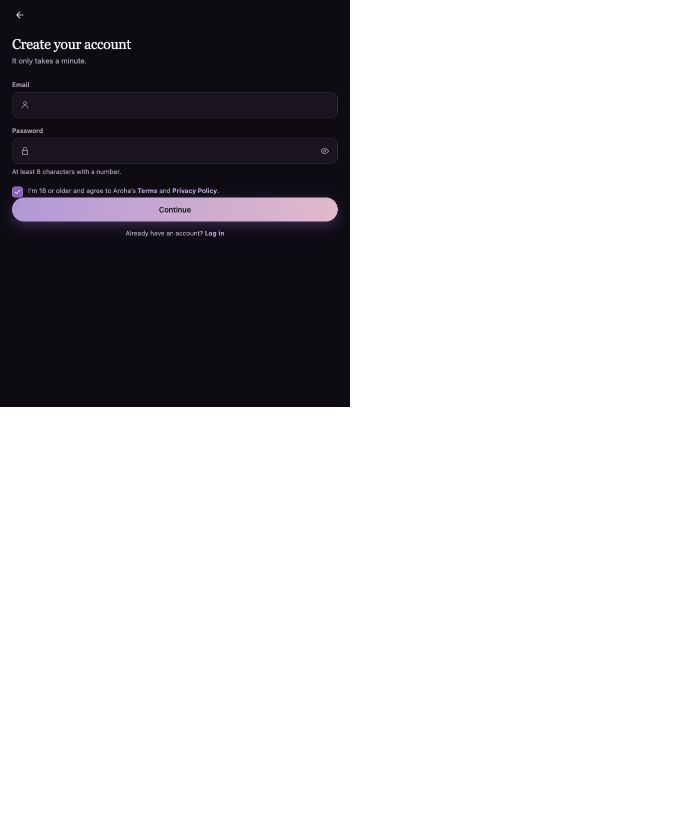 Create your account
It only takes a minute.
Email
Password
At least 8 characters with a number.
I'm 18 or older and agree to Aroha's Terms and Privacy Policy.
Continue
Already have an account? Log in